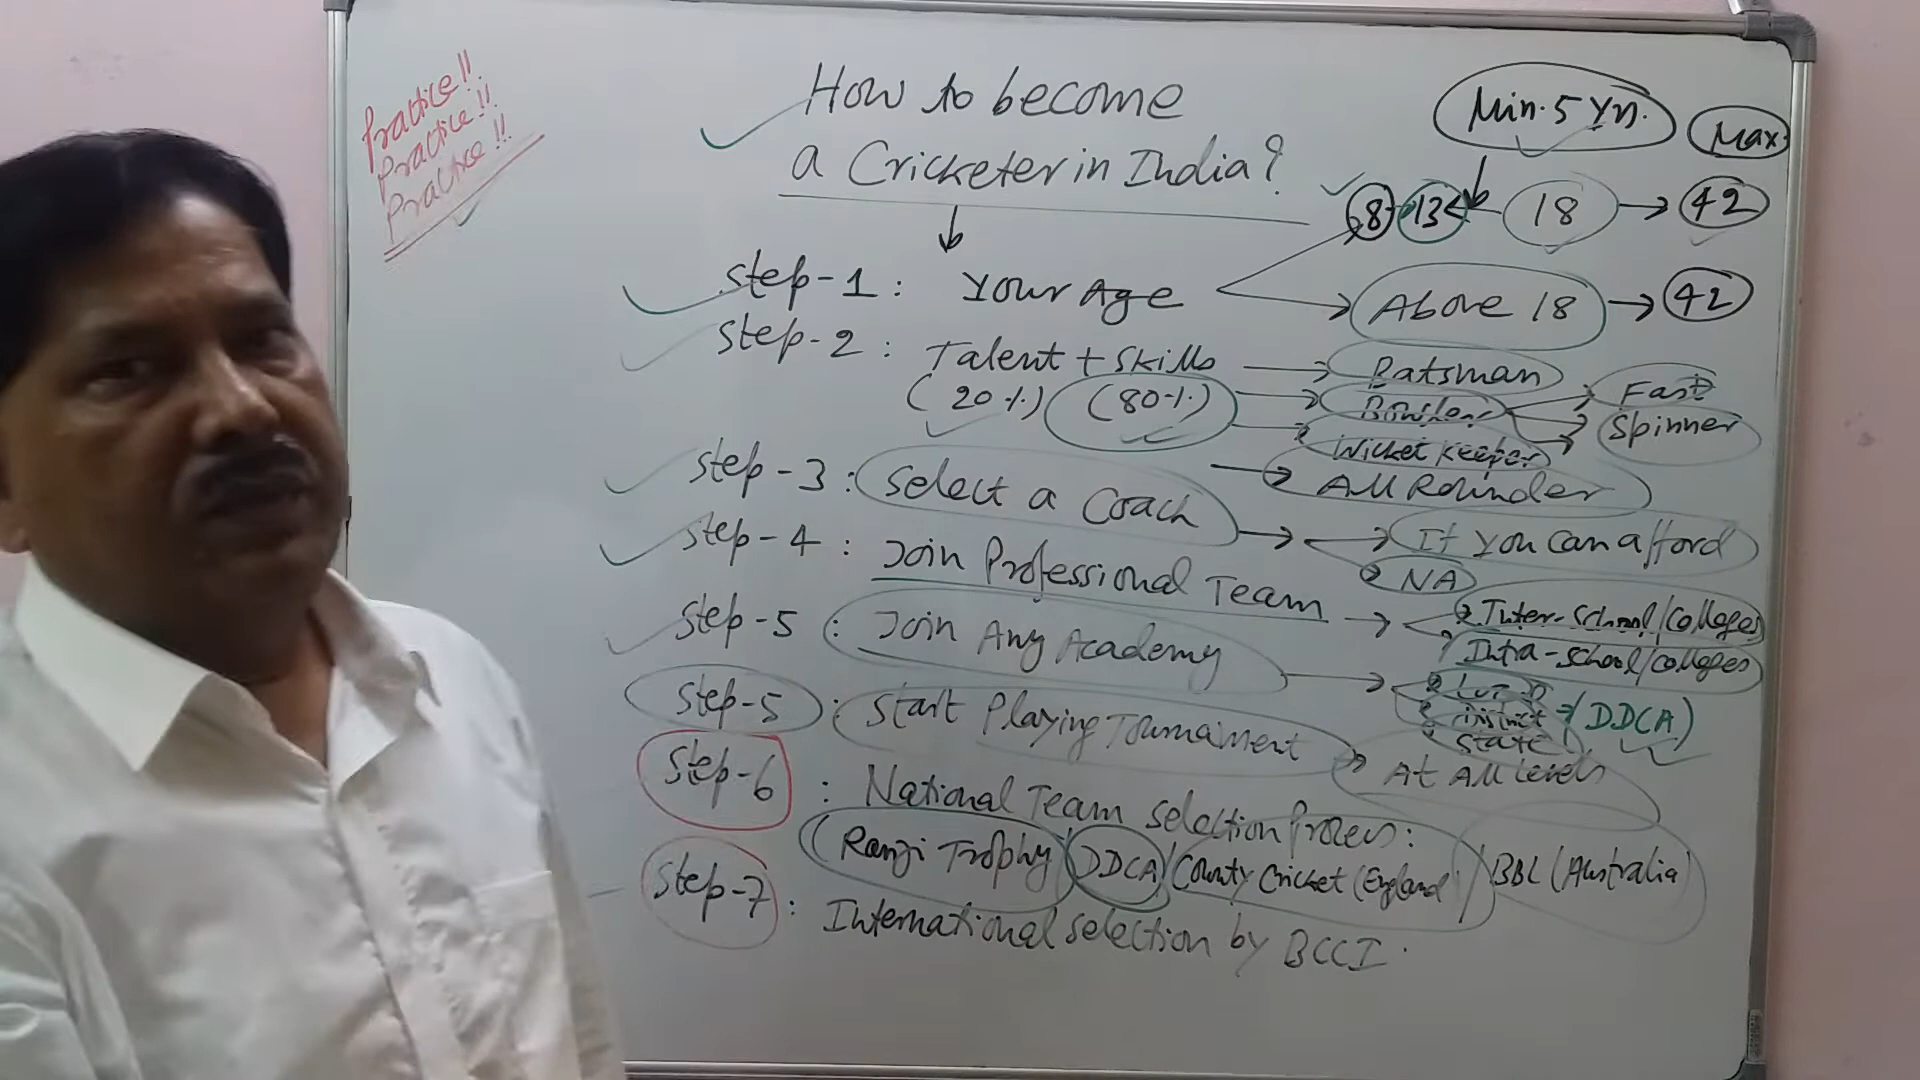 Practice!!
Practice!!
Practice!!
How to become
a Cricketer in India?
Min. 5 Yrs.
Max.
8 13 18 → 42
Step-1: Your Age
Above 18 → 42
Step-2: Talent + Skills → Batsman
(20%) (80%)
Bowler
Fast
Spinner
Wicket Keeper
All Rounder
Step-3: Select a Coach
If you can afford
NA
Step-4: Join Professional Team →
Inter-School/Colleges
Intra-School/Colleges
Step-5: Join Any Academy
District
State
(DDCA)
Step-5: Start Playing Tournament
At All Levels
Step-6: National Team Selection Process:
(Ranji Trophy / DDCA / County Cricket (England) / BBL (Australia)
Step-7: International Selection by BCCI.